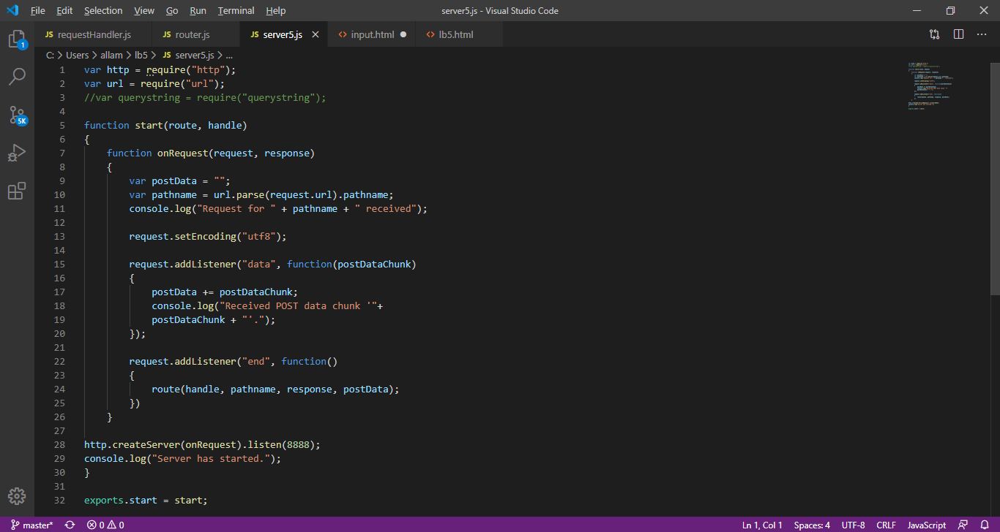 File Edit Selection View Go Run Terminal Help server5.js - Visual Studio Code
JS requestHandler.js JS router.js JS server5.js <> input.html <> lb5.html
C: > Users > allam > lb5 > JS server5.js > ...
1
5K
1 var http = require("http");
2 var url = require("url");
3 //var querystring = require("querystring");
4
5 function start(route, handle)
6 {
7 function onRequest(request, response)
8 {
9 var postData = "";
10 var pathname = url.parse(request.url).pathname;
11 console.log("Request for " + pathname + " received");
12
13 request.setEncoding("utf8");
14
15 request.addListener("data", function(postDataChunk)
16 {
17 postData += postDataChunk;
18 console.log("Received POST data chunk '"+
19 postDataChunk + "'.");
20 });
21
22 request.addListener("end", function()
23 {
24 route(handle, pathname, response, postData);
25 })
26 }
27
28 http.createServer(onRequest).listen(8888);
29 console.log("Server has started.");
30 }
31
32 exports.start = start;
master* 0 0 Ln 1, Col 1 Spaces: 4 UTF-8 CRLF JavaScript